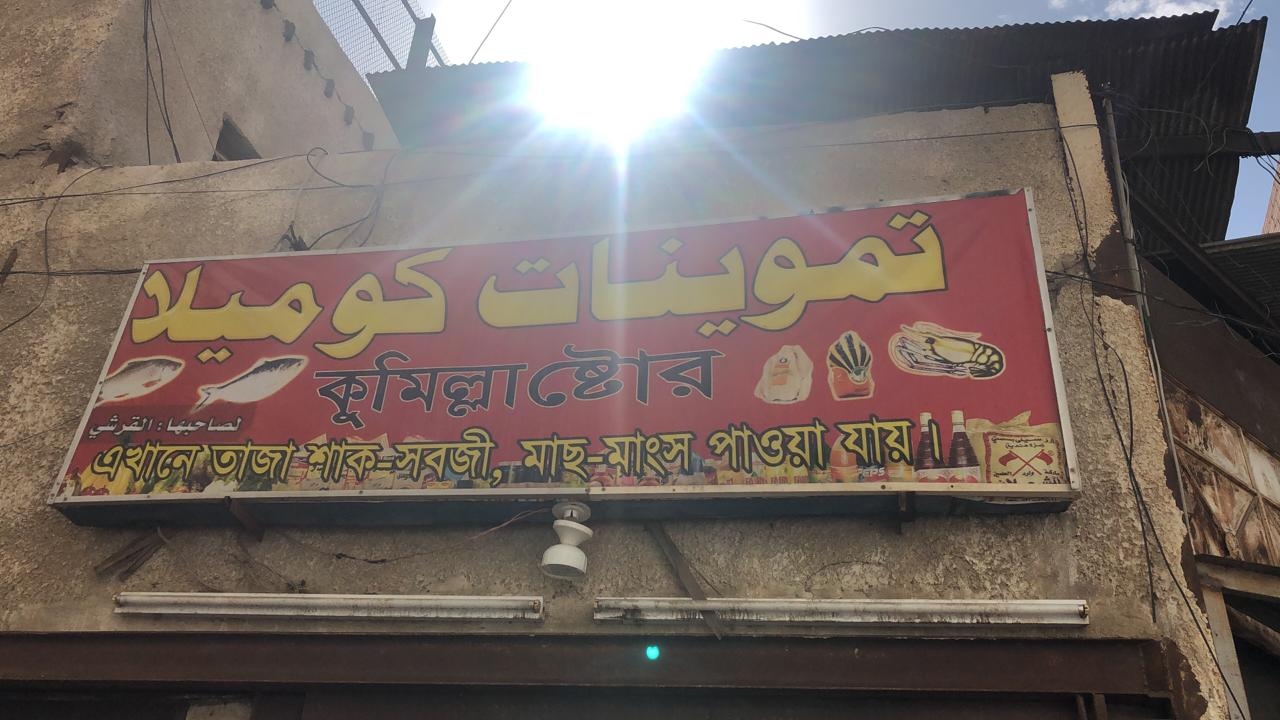 تموينات كوميلا
কুমিল্লা ষ্টোর
لصاحبها : القرشي
এখানে তাজা শাক-সবজী, মাছ-মাংস পাওয়া যায়।